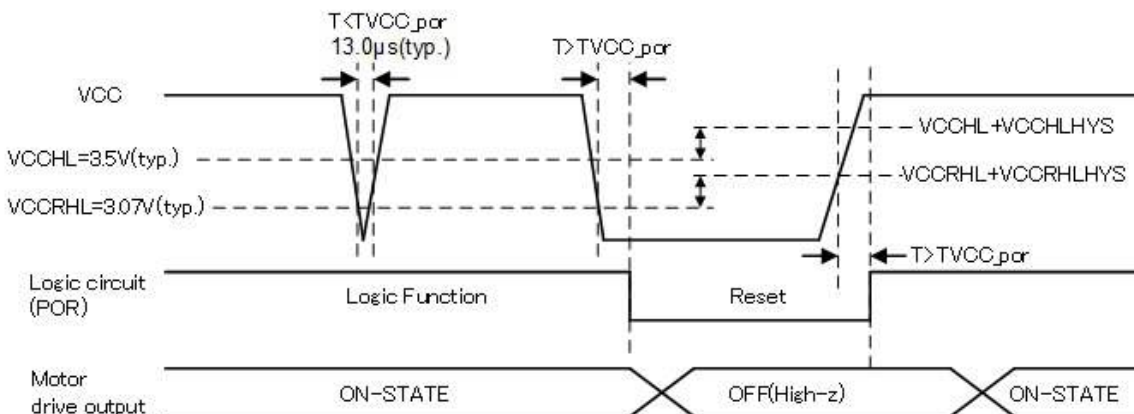 T<TVCC_por
13.0μs(typ.)
T>TVCC_por
VCC
VCCHL+VCCHLHYS
VCCHL=3.5V(typ.)
VCCRHL+VCCRHLHYS
VCCRHL=3.07V(typ.)
T>TVCC_por
Logic circuit
(POR)
Logic Function
Reset
Motor
drive output
ON-STATE
OFF(High-z)
ON-STATE